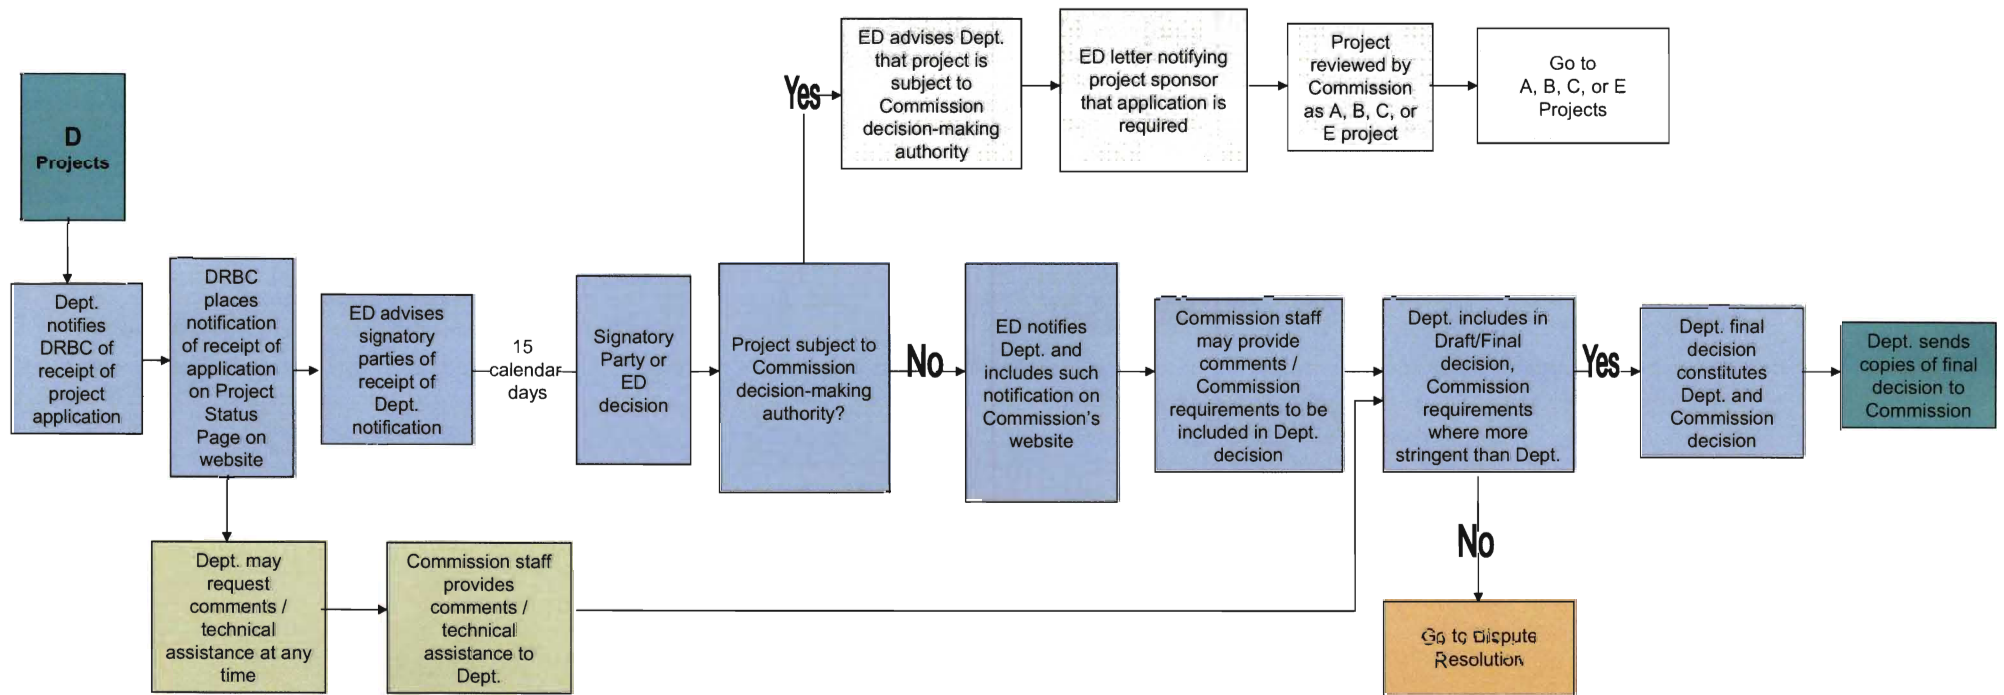 D
Projects
Dept.
notifies
DRBC of
receipt of
project
application
DRBC
places
notification
of receipt of
application
on Project
Status
Page on
website
ED advises
signatory
parties of
receipt of
Dept.
notification
15
calendar
days
Signatory
Party or
ED
decision
Project subject to
Commission
decision-making
authority?
Yes
ED advises Dept.
that project is
subject to
Commission
decision-making
authority
ED letter notifying
project sponsor
that application is
required
Project
reviewed by
Commission
as A, B, C, or
E project
Go to
A, B, C, or E
Projects
No
ED notifies
Dept. and
includes such
notification on
Commission's
website
Commission staff
may provide
comments /
Commission
requirements to be
included in Dept.
decision
Dept. includes in
Draft/Final
decision,
Commission
requirements
where more
stringent than Dept.
Yes
Dept. final
decision
constitutes
Dept. and
Commission
decision
Dept. sends
copies of final
decision to
Commission
No
Go to Dispute
Resolution
Dept. may
request
comments /
technical
assistance at any
time
Commission staff
provides
comments /
technical
assistance to
Dept.